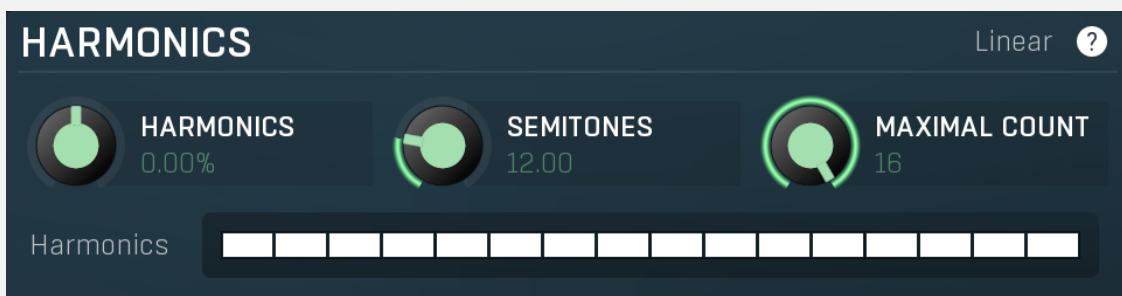 HARMONICS
Linear ?
HARMONICS
0.00%
SEMITONES
12.00
MAXIMAL COUNT
16
Harmonics